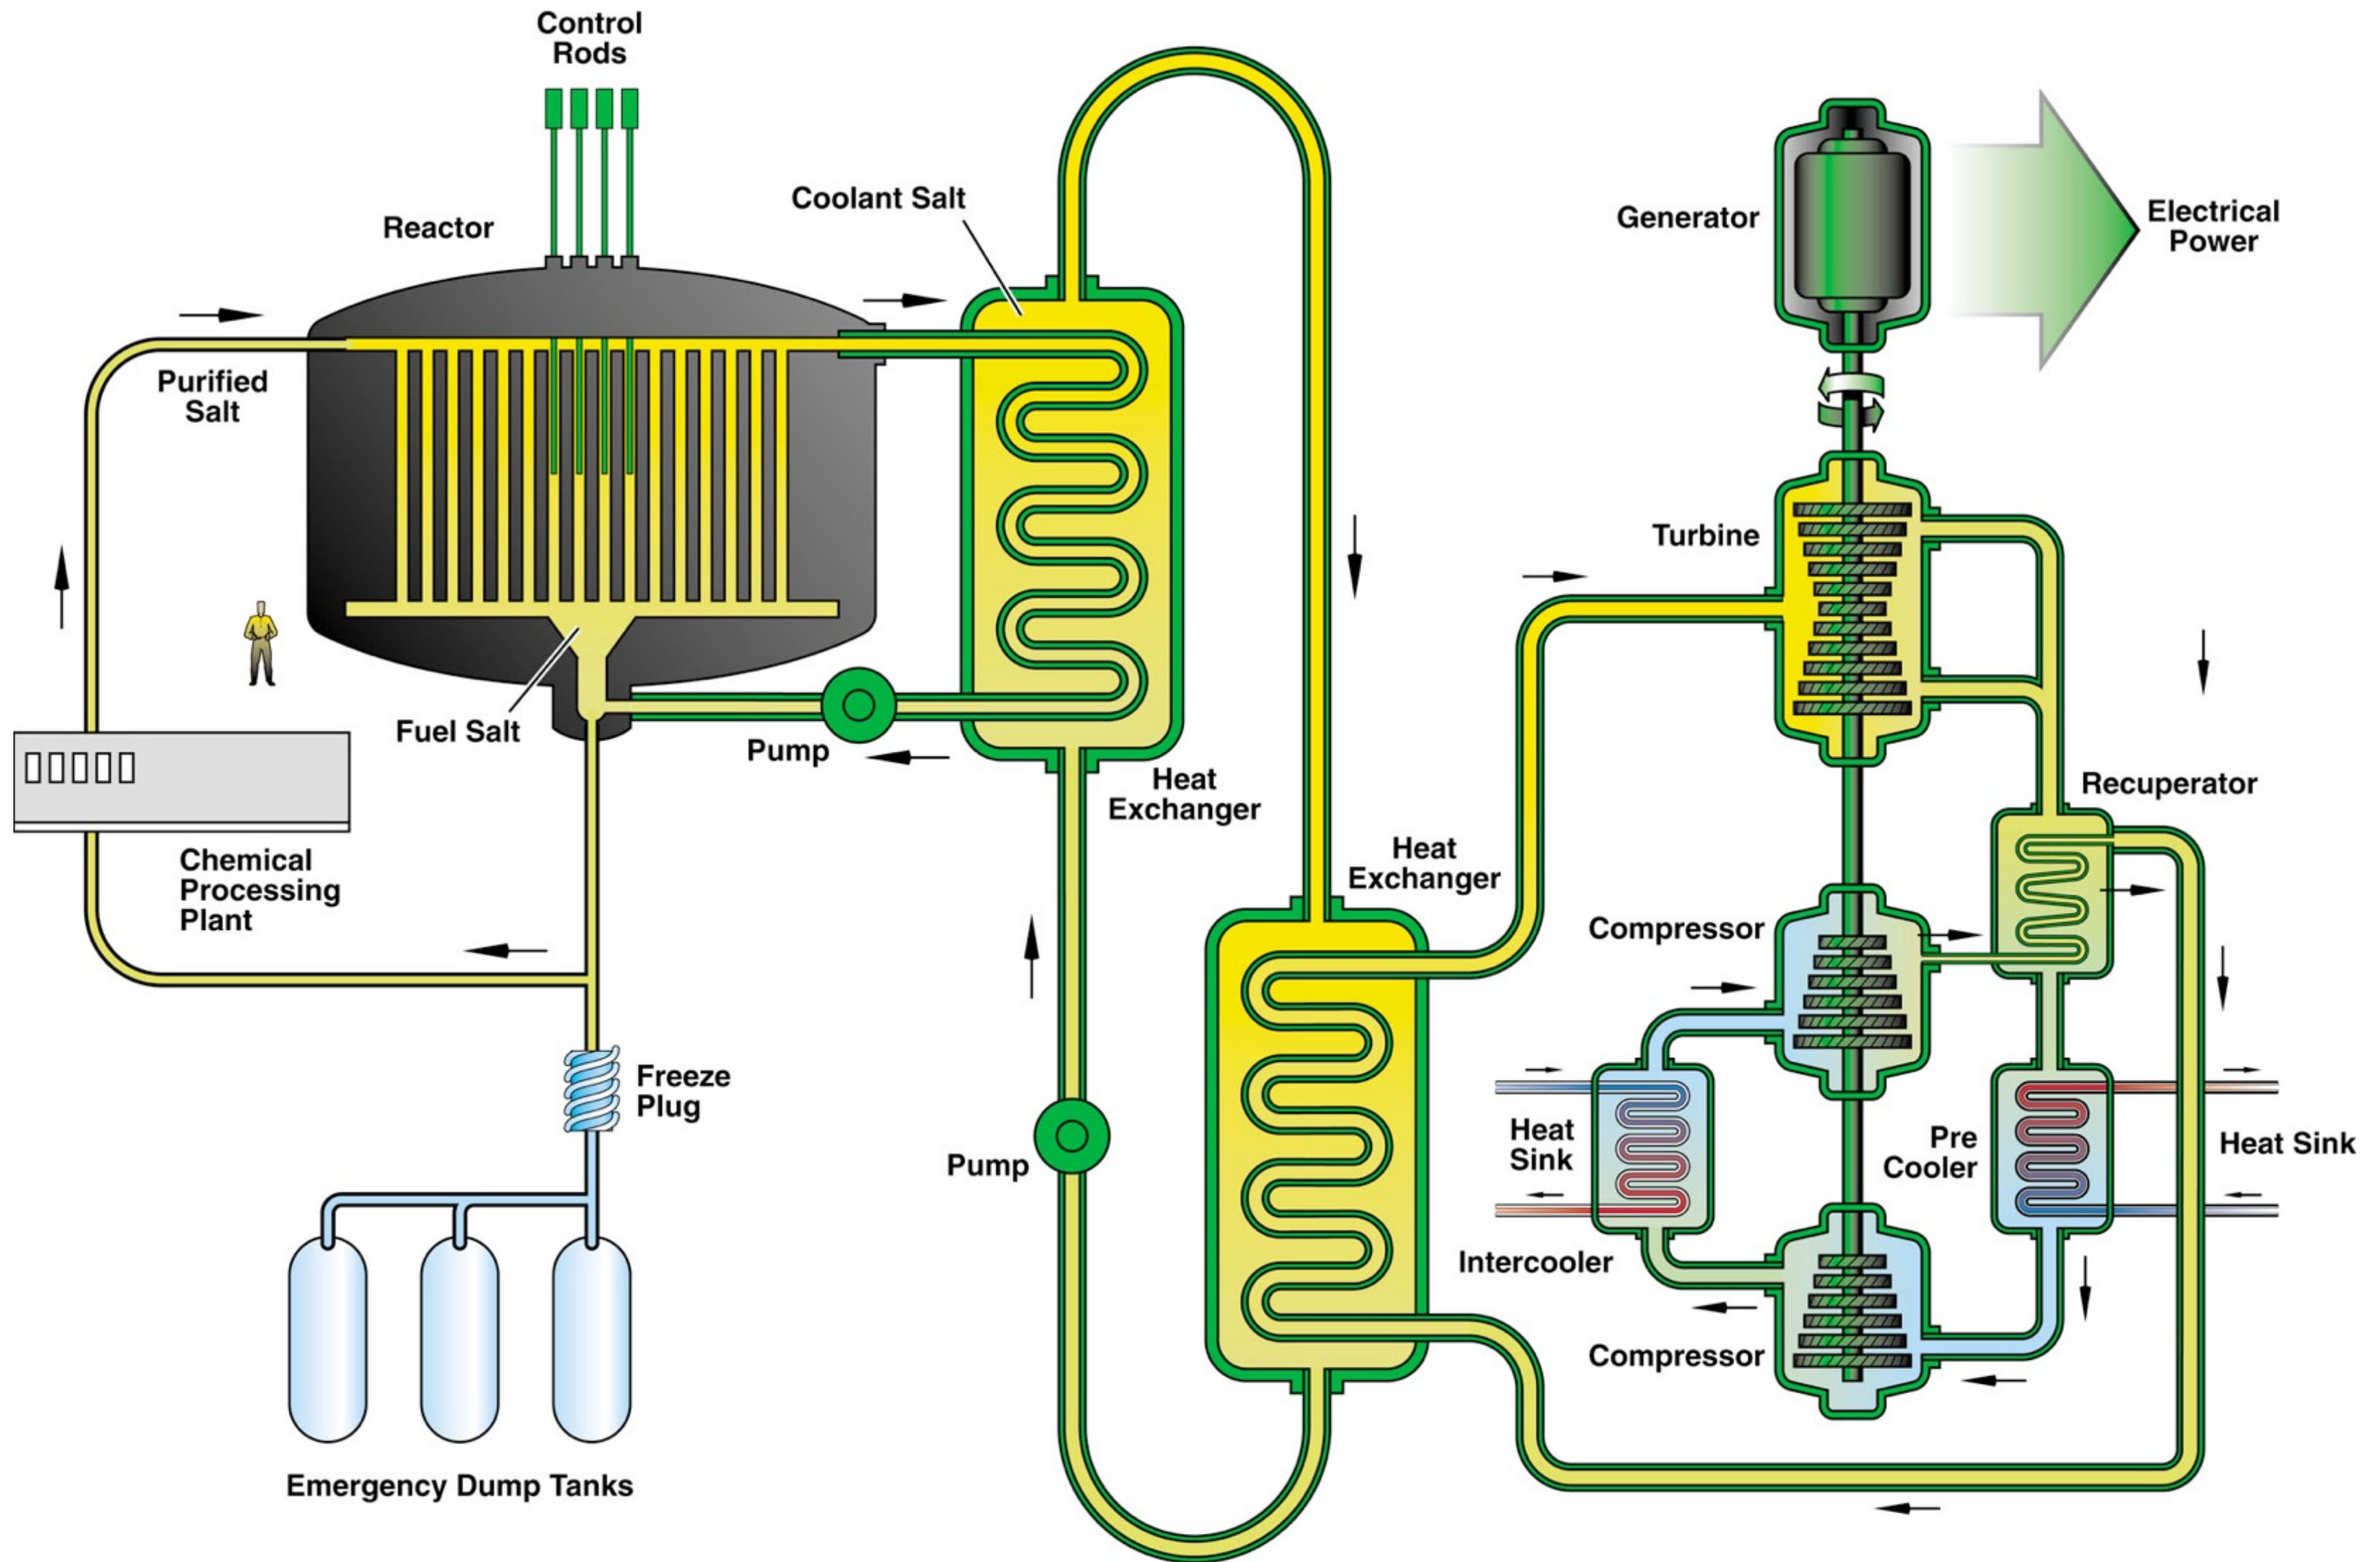 Control
Rods
Reactor
Coolant Salt
Purified
Salt
Fuel Salt
Pump
Heat
Exchanger
Chemical
Processing
Plant
Freeze
Plug
Emergency Dump Tanks
Pump
Heat
Exchanger
Generator
Electrical
Power
Turbine
Recuperator
Compressor
Heat
Sink
Pre
Cooler
Heat Sink
Intercooler
Compressor